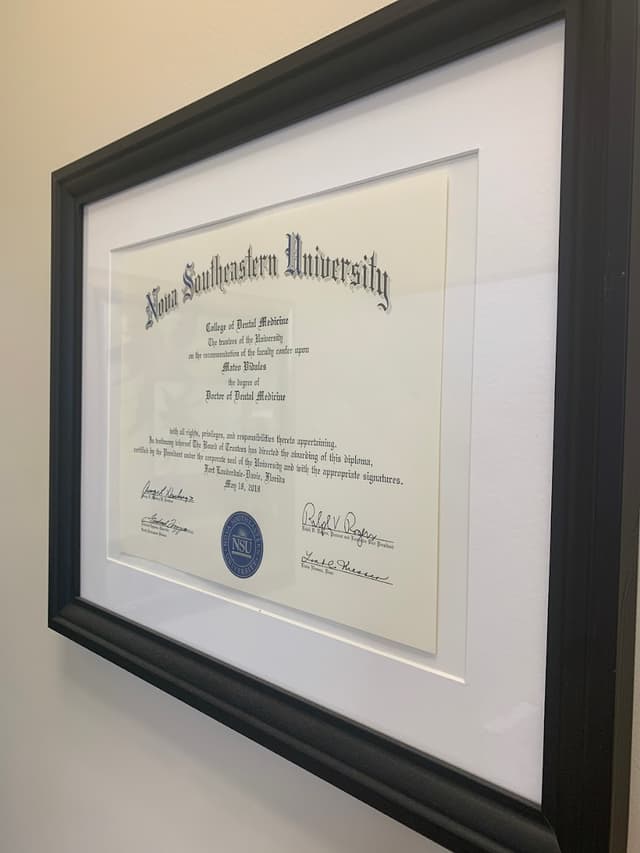 Nova Southeastern University
College of Dental Medicine
The trustees of the University
on the recommendation of the faculty confer upon
Mateo Vidales
the degree of
Doctor of Dental Medicine
with all rights, privileges, and responsibilities thereto appertaining.
In testimony whereof The Board of Trustees has directed the awarding of this diploma,
certified by the President under the corporate seal of the University and with the appropriate signatures.
Fort Lauderdale-Davie, Florida
May 18, 2018
Ralph V Rogers
NSU